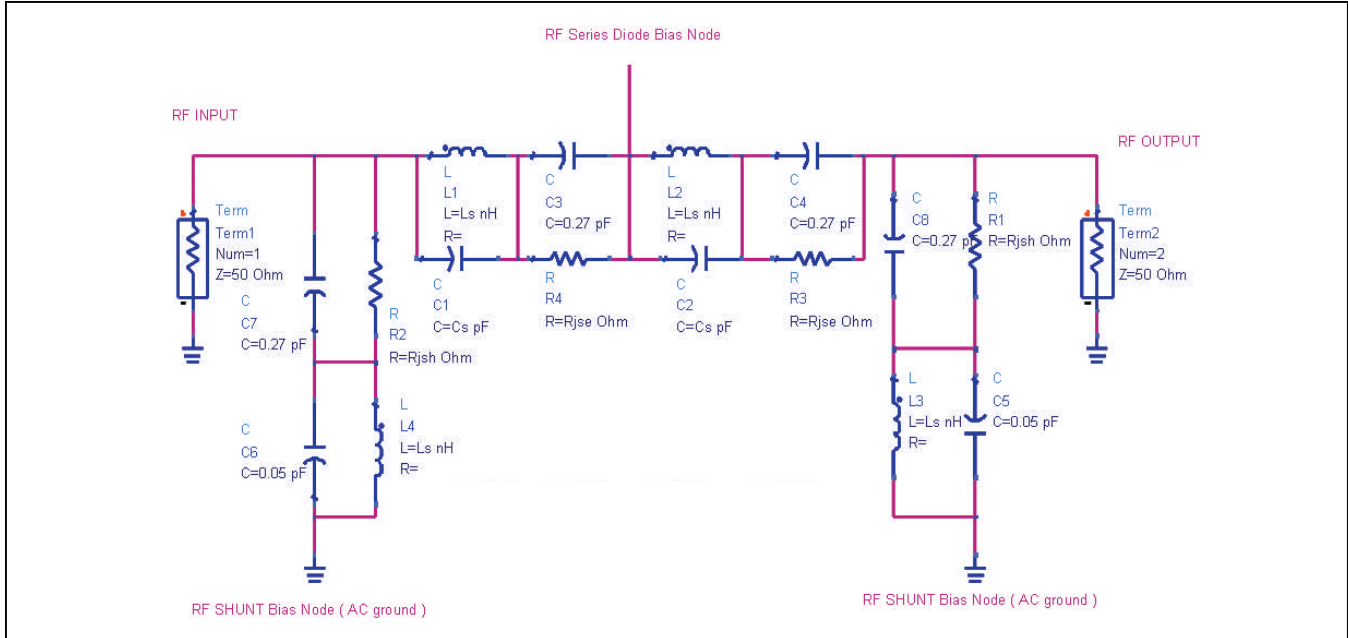 RF Series Diode Bias Node
RF INPUT
RF OUTPUT
Term
Term1
Num=1
Z=50 Ohm
C
C7
C=0.27 pF
R
R2
R=Rjsh Ohm
C
C6
C=0.05 pF
L
L4
L=Ls nH
R=
L
L1
L=Ls nH
R=
C
C3
C=0.27 pF
C
C1
C=Cs pF
R
R4
R=Rjse Ohm
L
L2
L=Ls nH
R=
C
C4
C=0.27 pF
C
C2
C=Cs pF
R
R3
R=Rjse Ohm
C
C8
C=0.27 pF
R
R1
R=Rjsh Ohm
L
L3
L=Ls nH
R=
C
C5
C=0.05 pF
Term
Term2
Num=2
Z=50 Ohm
RF SHUNT Bias Node ( AC ground )
RF SHUNT Bias Node ( AC ground )